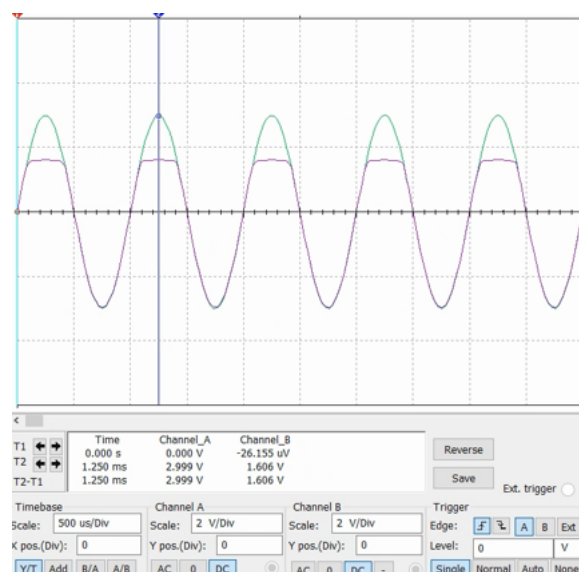 Time Channel_A Channel_B
T1 0.000 s 0.000 V -26.155 uV
T2 1.250 ms 2.999 V 1.606 V
T2-T1 1.250 ms 2.999 V 1.606 V
Reverse
Save
Ext. trigger
Timebase Channel A Channel B Trigger
Scale: 500 us/Div Scale: 2 V/Div Scale: 2 V/Div Edge: A B Ext
X pos.(Div): 0 Y pos.(Div): 0 Y pos.(Div): 0 Level: 0 V
Y/T Add B/A A/B AC 0 DC AC 0 DC - Single Normal Auto None